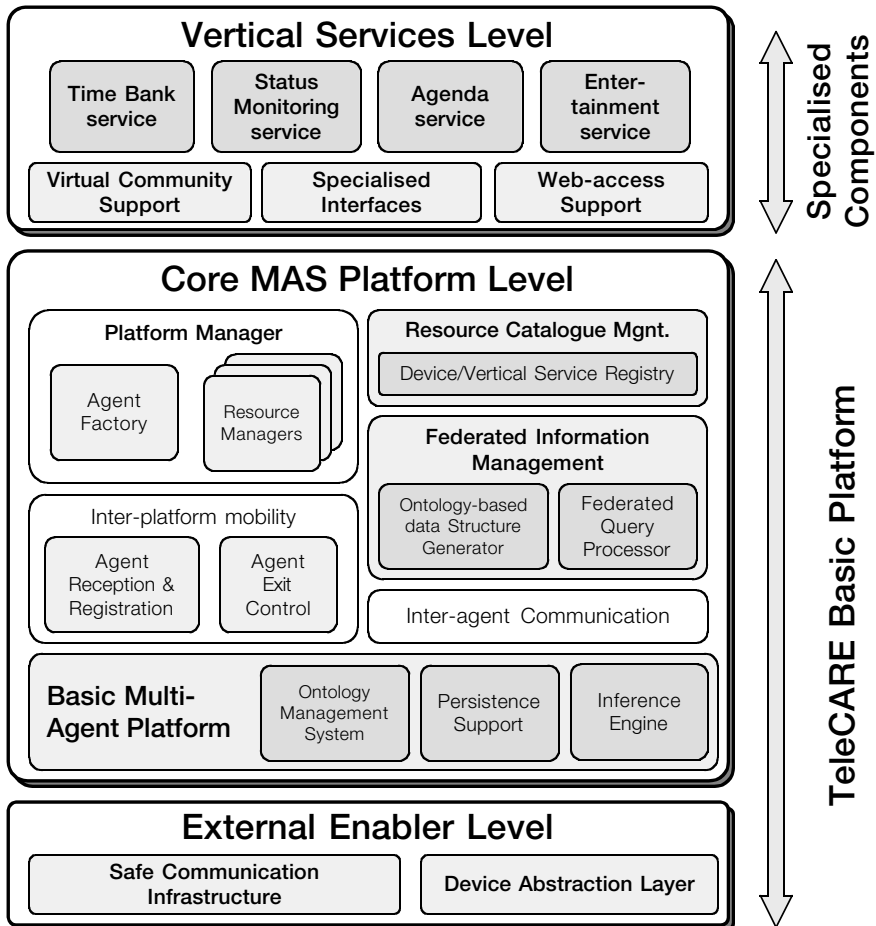 Vertical Services Level
Time Bank
service
Status
Monitoring
service
Agenda
service
Enter-
tainment
service
Virtual Community
Support
Specialised
Interfaces
Web-access
Support
Specialised
Components
Core MAS Platform Level
Platform Manager
Agent
Factory
Resource
Managers
Resource Catalogue Mgnt.
Device/Vertical Service Registry
Federated Information
Management
Ontology-based
data Structure
Generator
Federated
Query
Processor
Inter-platform mobility
Agent
Reception &
Registration
Agent
Exit
Control
Inter-agent Communication
Basic Multi-
Agent Platform
Ontology
Management
System
Persistence
Support
Inference
Engine
External Enabler Level
Safe Communication
Infrastructure
Device Abstraction Layer
TeleCARE Basic Platform